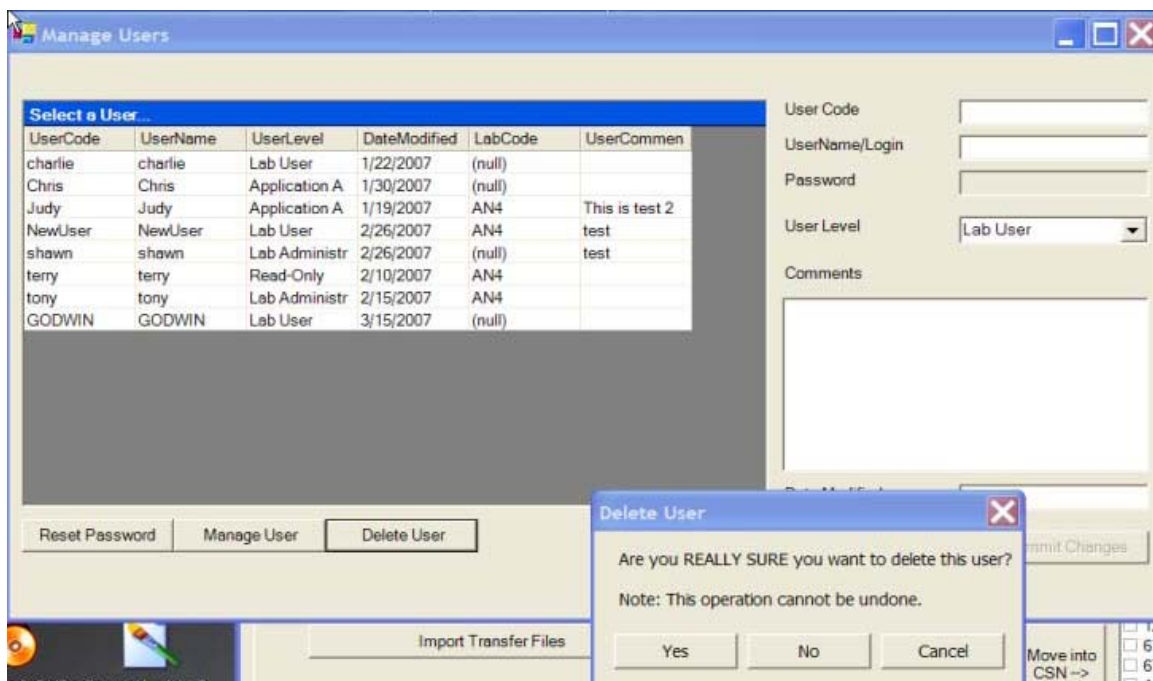 Manage Users
Select a User...
UserCode UserName UserLevel DateModified LabCode UserCommen
charlie charlie Lab User 1/22/2007 (null)
Chris Chris Application A 1/30/2007 (null)
Judy Judy Application A 1/19/2007 AN4 This is test 2
NewUser NewUser Lab User 2/26/2007 AN4 test
shawn shawn Lab Administr 2/26/2007 (null) test
terry terry Read-Only 2/10/2007 AN4
tony tony Lab Administr 2/15/2007 AN4
GODWIN GODWIN Lab User 3/15/2007 (null)
User Code
UserName/Login
Password
User Level Lab User
Comments
Reset Password Manage User Delete User
Delete User
Are you REALLY SURE you want to delete this user?
Note: This operation cannot be undone.
Yes No Cancel
Changes
Import Transfer Files
Move into
CSN -->
6
6